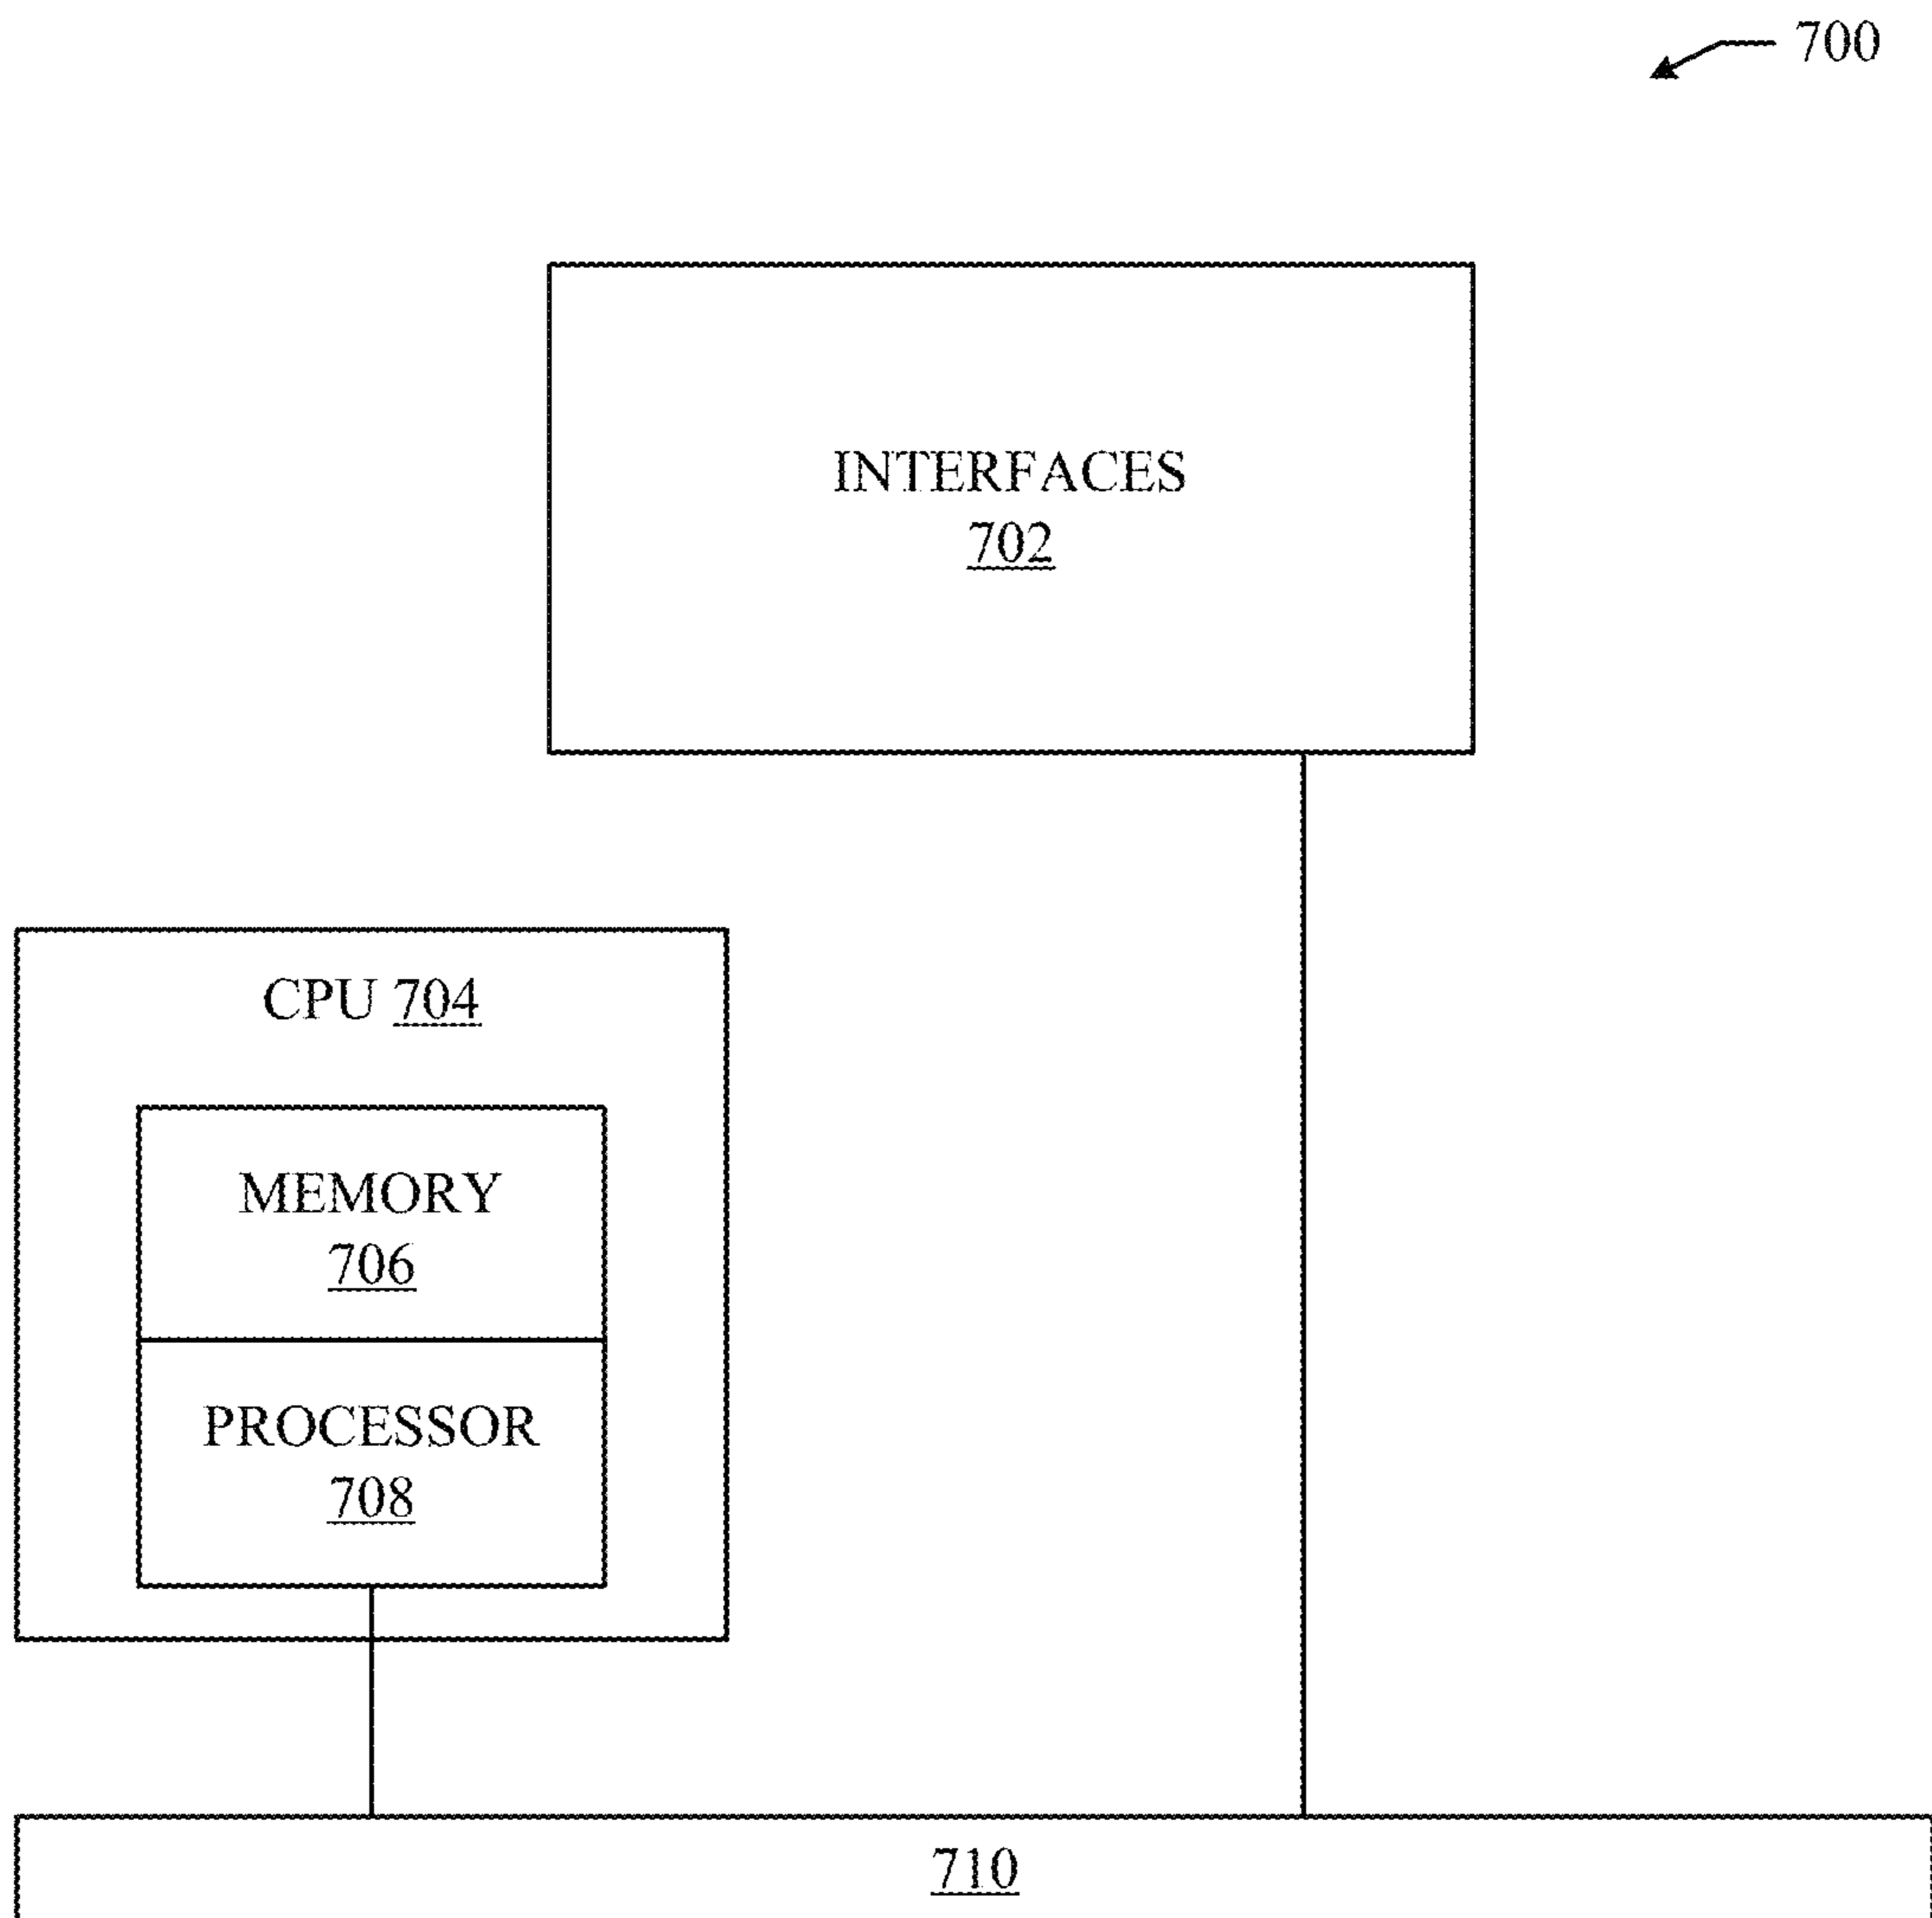 700
INTERFACES
702
CPU 704
MEMORY
706
PROCESSOR
708
710